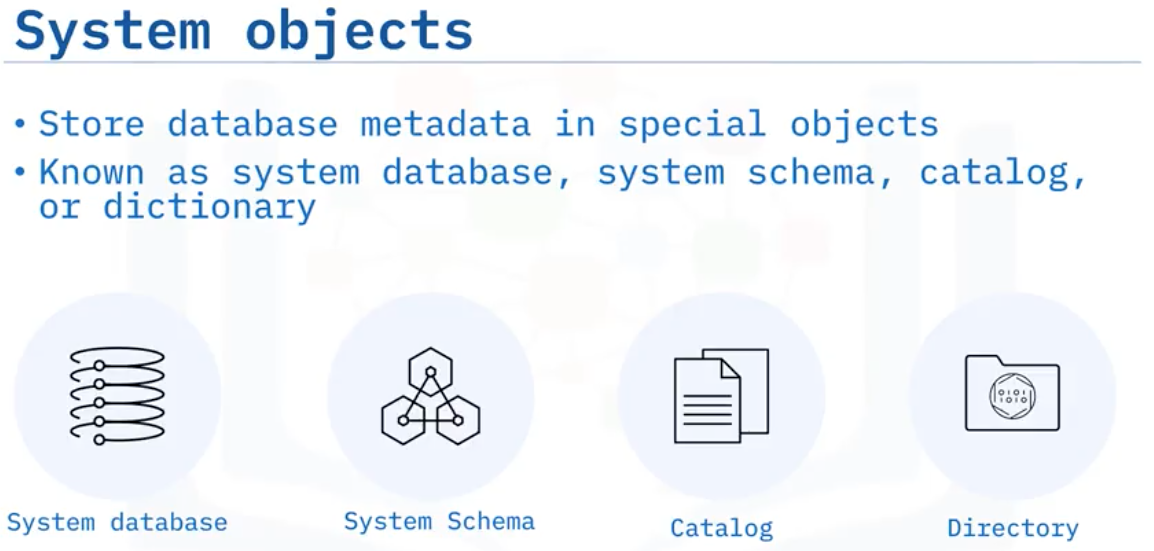 System objects
• Store database metadata in special objects
• Known as system database, system schema, catalog,
or dictionary
System database
System Schema
Catalog
Directory